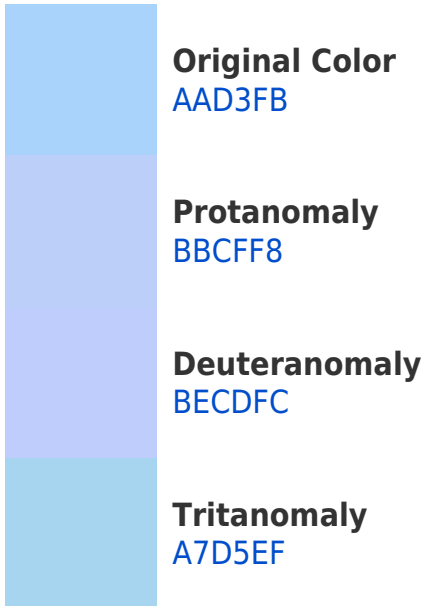 Original Color
AAD3FB
Protanomaly
BBCFF8
Deuteranomaly
BECDFC
Tritanomaly
A7D5EF